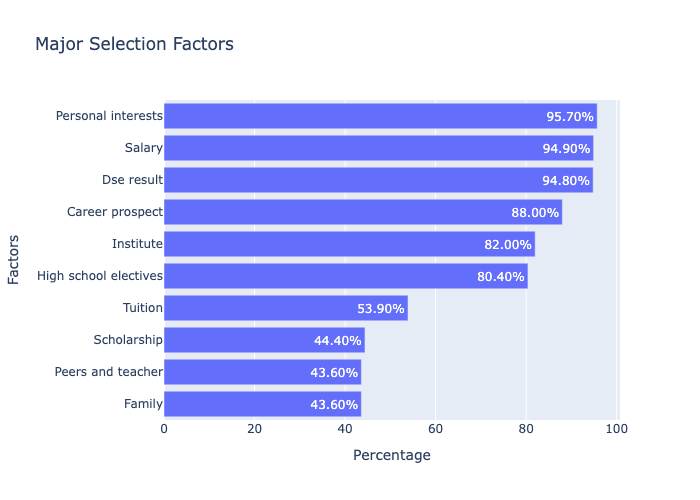 Major Selection Factors
Personal interests 95.70%
Salary 94.90%
Dse result 94.80%
Career prospect 88.00%
Institute 82.00%
High school electives 80.40%
Tuition 53.90%
Scholarship 44.40%
Peers and teacher 43.60%
Family 43.60%
0 20 40 60 80 100
Percentage
Factors